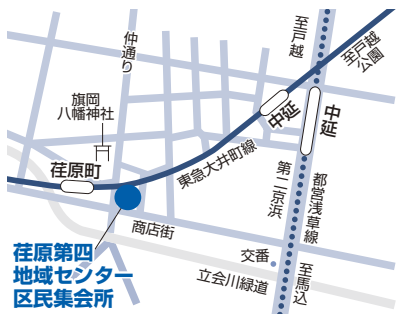 仲通り
至戸越
至戸越
公園
旗岡
八幡神社
中延
中延
荏原町
東急大井町線
第二京浜
都営浅草線
商店街
交番
立会川緑道
至馬込
荏原第四
地域センター
区民集会所